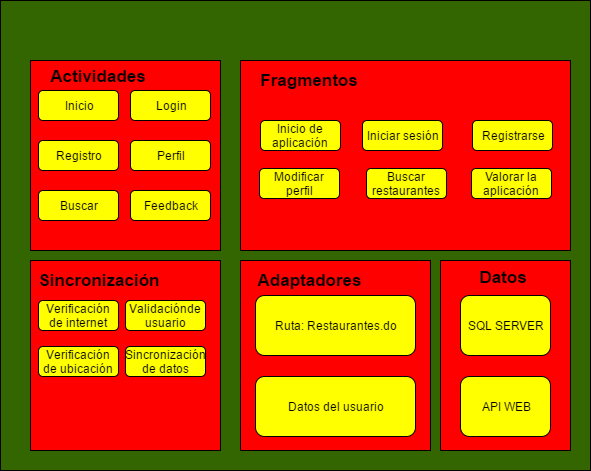 Actividades
Inicio
Login
Registro
Perfil
Buscar
Feedback
Fragmentos
Inicio de
aplicación
Iniciar sesión
Registrarse
Modificar
perfil
Buscar
restaurantes
Valorar la
aplicación
Sincronización
Verificación
de internet
Validaciónde
usuario
Verificación
de ubicación
Sincronización
de datos
Adaptadores
Ruta: Restaurantes.do
Datos del usuario
Datos
SQL SERVER
API WEB